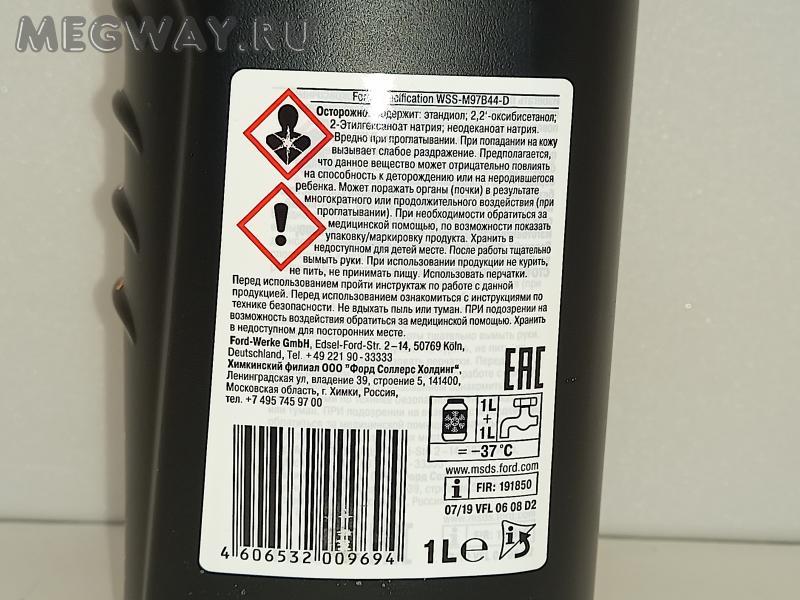 MEGWAY.RU
Ford specification WSS-M97B44-D
Осторожно. Содержит: этандиол; 2,2'-оксибисетанол;
2-Этилгексаноат натрия; неодеканоат натрия.
Вредно при проглатывании. При попадании на кожу
вызывает слабое раздражение. Предполагается,
что данное вещество может отрицательно повлиять
на способность к деторождению или на неродившегося
ребенка. Может поражать органы (почки) в результате
многократного или продолжительного воздействия (при
проглатывании). При необходимости обратиться за
медицинской помощью, по возможности показать
упаковку/маркировку продукта. Хранить в
недоступном для детей месте. После работы тщательно
вымыть руки. При использовании продукции не курить,
не пить, не принимать пищу. Использовать перчатки.
Перед использованием пройти инструктаж по работе с данной
продукцией. Перед использованием ознакомиться с инструкциями по
технике безопасности. Не вдыхать пыль или туман. ПРИ подозрении на
возможность воздействия обратиться за медицинской помощью. Хранить
в недоступном для посторонних месте.
Ford-Werke GmbH, Edsel-Ford-Str. 2–14, 50769 Köln,
Deutschland, Tel. + 49 221 90 - 33333
Химкинский филиал ООО "Форд Соллерс Холдинг",
Ленинградская ул, владение 39, строение 5, 141400,
Московская область, г. Химки, Россия,
тел. +7 495 745 97 00
EAC
1L
+
1L
= –37 °C
www.msds.ford.com
i FIR: 191850
07/19 VFL 06 08 D2
4 606532 009694
1L e i